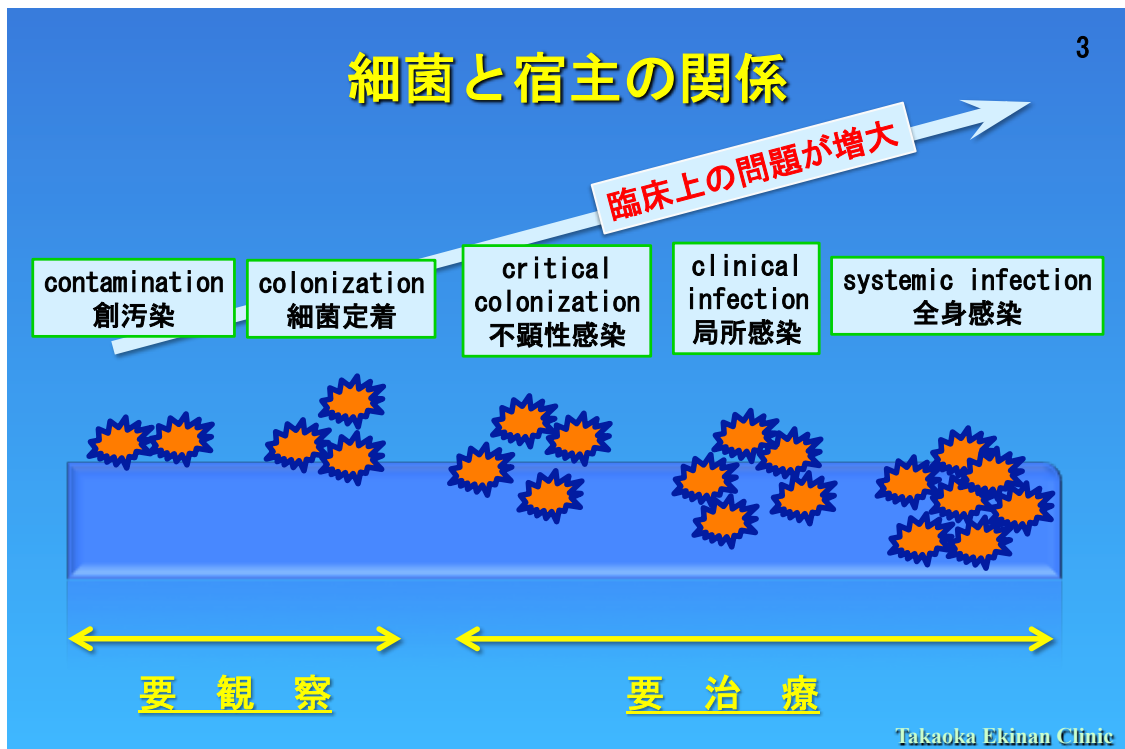 3
細菌と宿主の関係
臨床上の問題が増大
contamination
創汚染
colonization
細菌定着
critical
colonization
不顕性感染
clinical
infection
局所感染
systemic infection
全身感染
要　観　察
要　治　療
Takaoka Ekinan Clinic